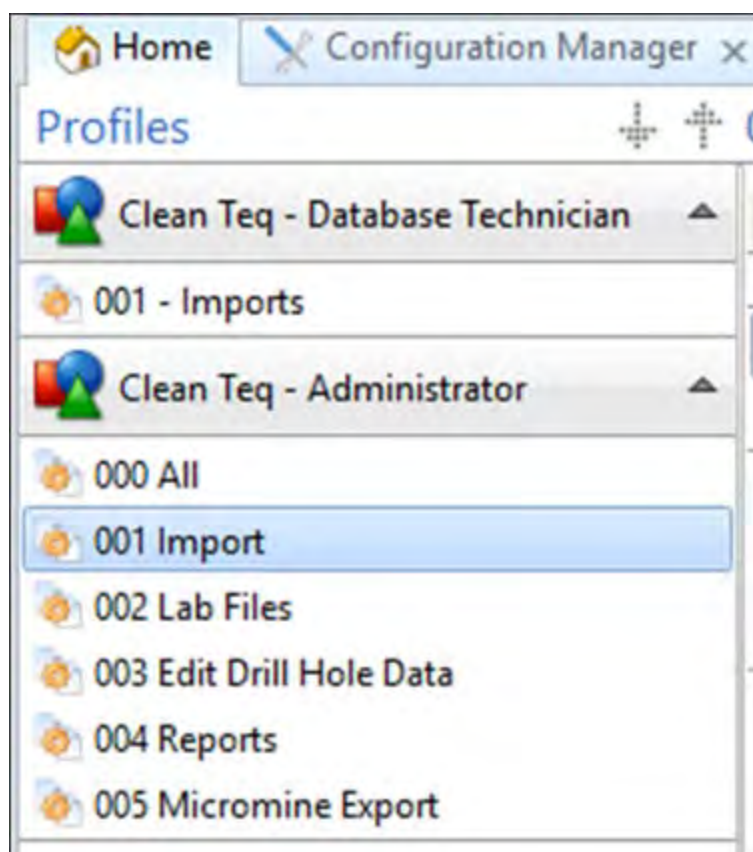 Home Configuration Manager
Profiles
Clean Teq - Database Technician
001 - Imports
Clean Teq - Administrator
000 All
001 Import
002 Lab Files
003 Edit Drill Hole Data
004 Reports
005 Micromine Export